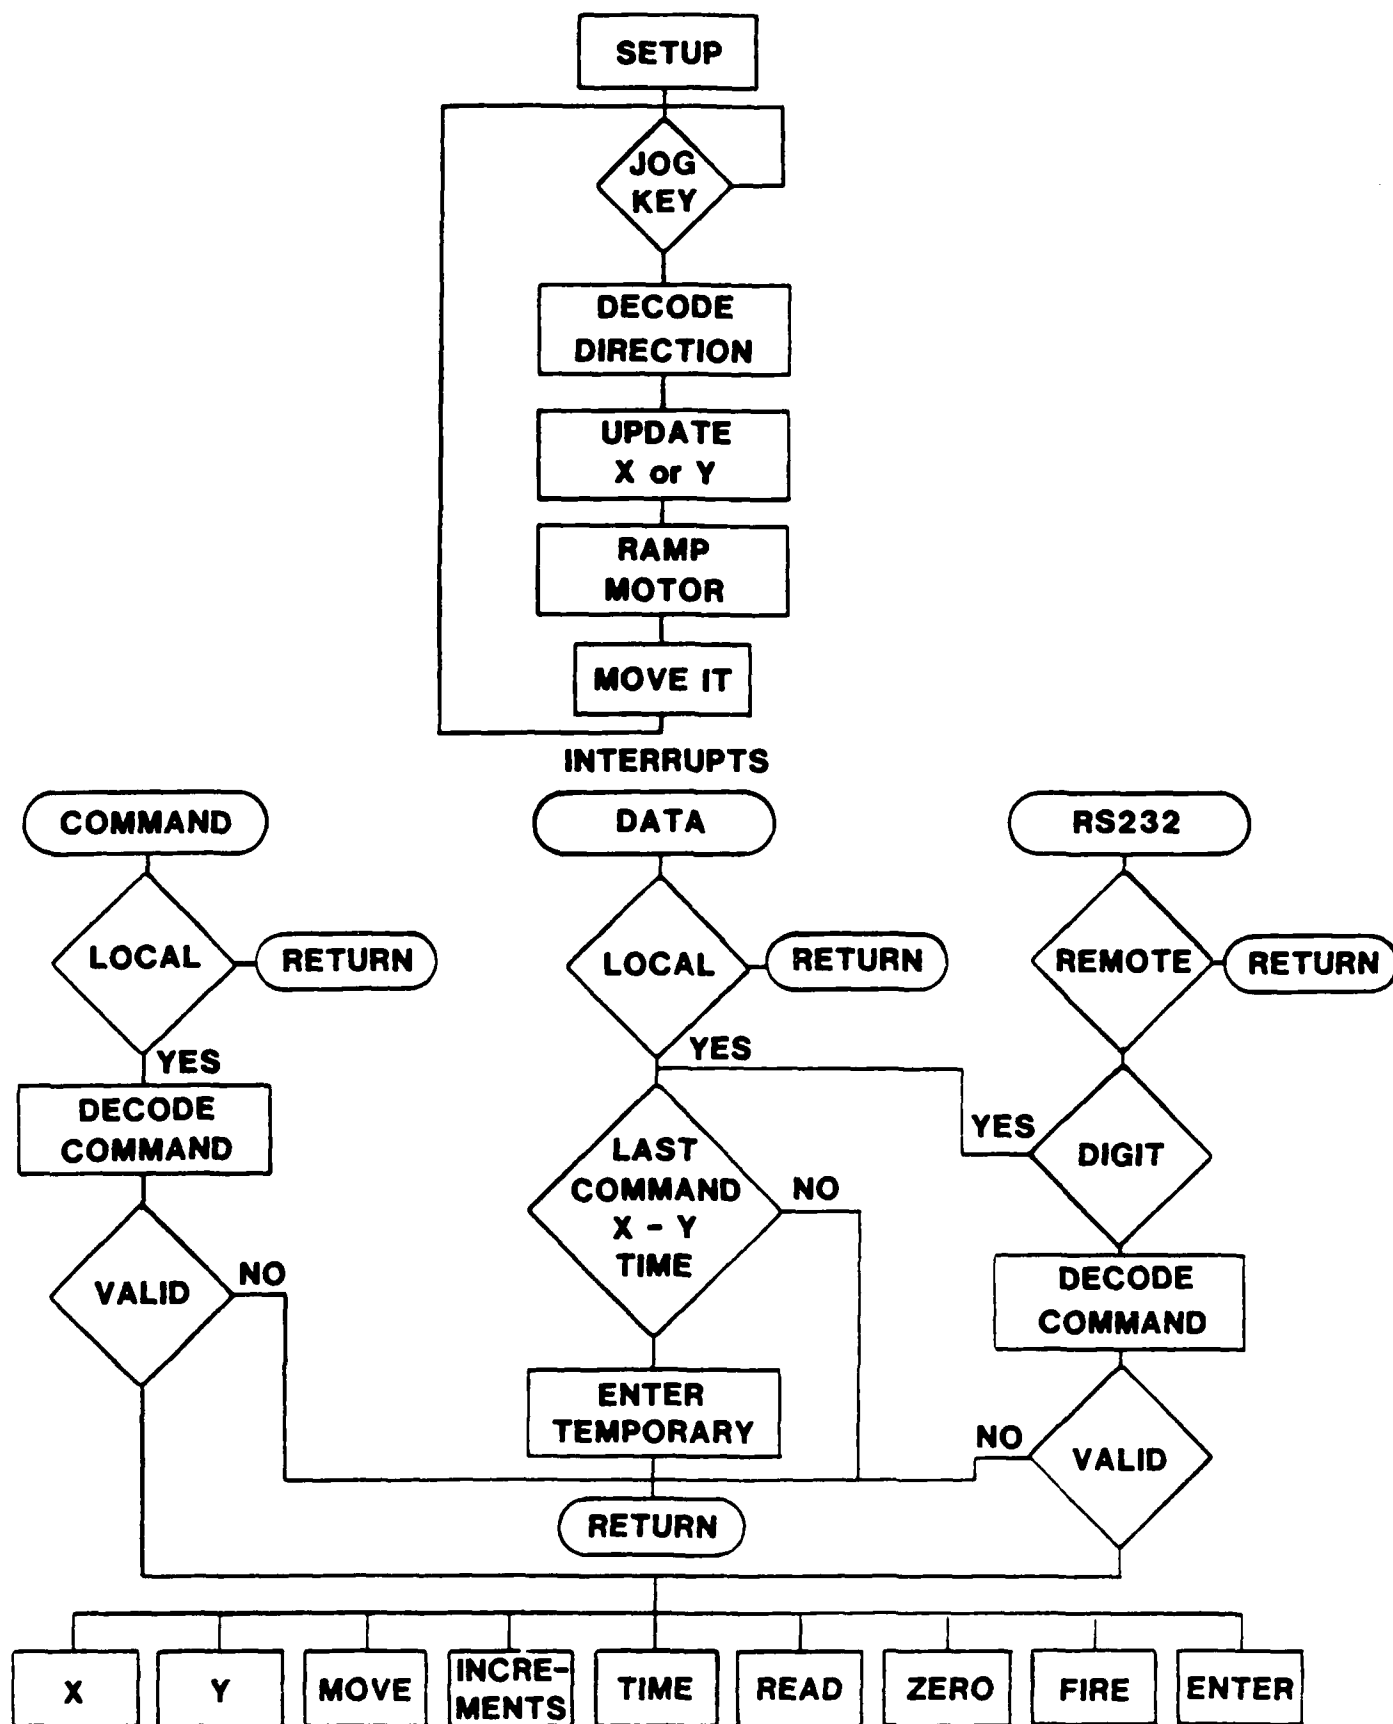 SETUP
JOG
KEY
DECODE
DIRECTION
UPDATE
X or Y
RAMP
MOTOR
MOVE IT
INTERRUPTS
COMMAND
DATA
RS232
LOCAL
RETURN
LOCAL
RETURN
REMOTE
RETURN
YES
YES
DECODE
COMMAND
LAST
COMMAND
X - Y
TIME
NO
YES
DIGIT
VALID
NO
DECODE
COMMAND
ENTER
TEMPORARY
NO
VALID
RETURN
X
Y
MOVE
INCRE-
MENTS
TIME
READ
ZERO
FIRE
ENTER